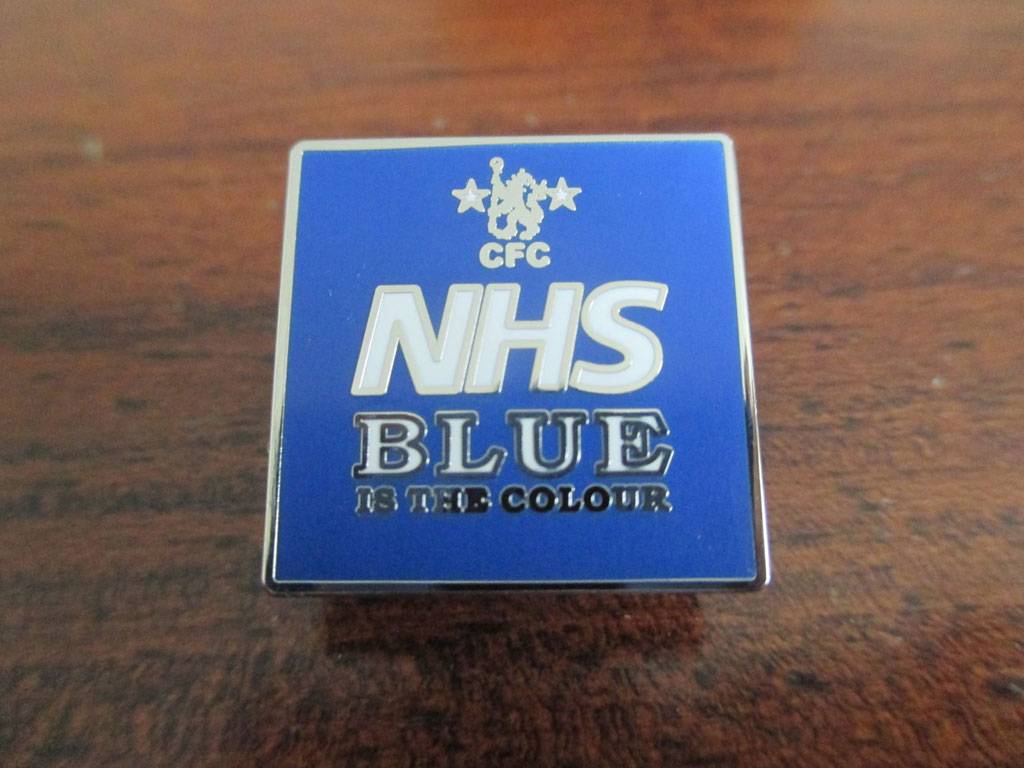 CFC
NHS
BLUE
IS THE COLOUR